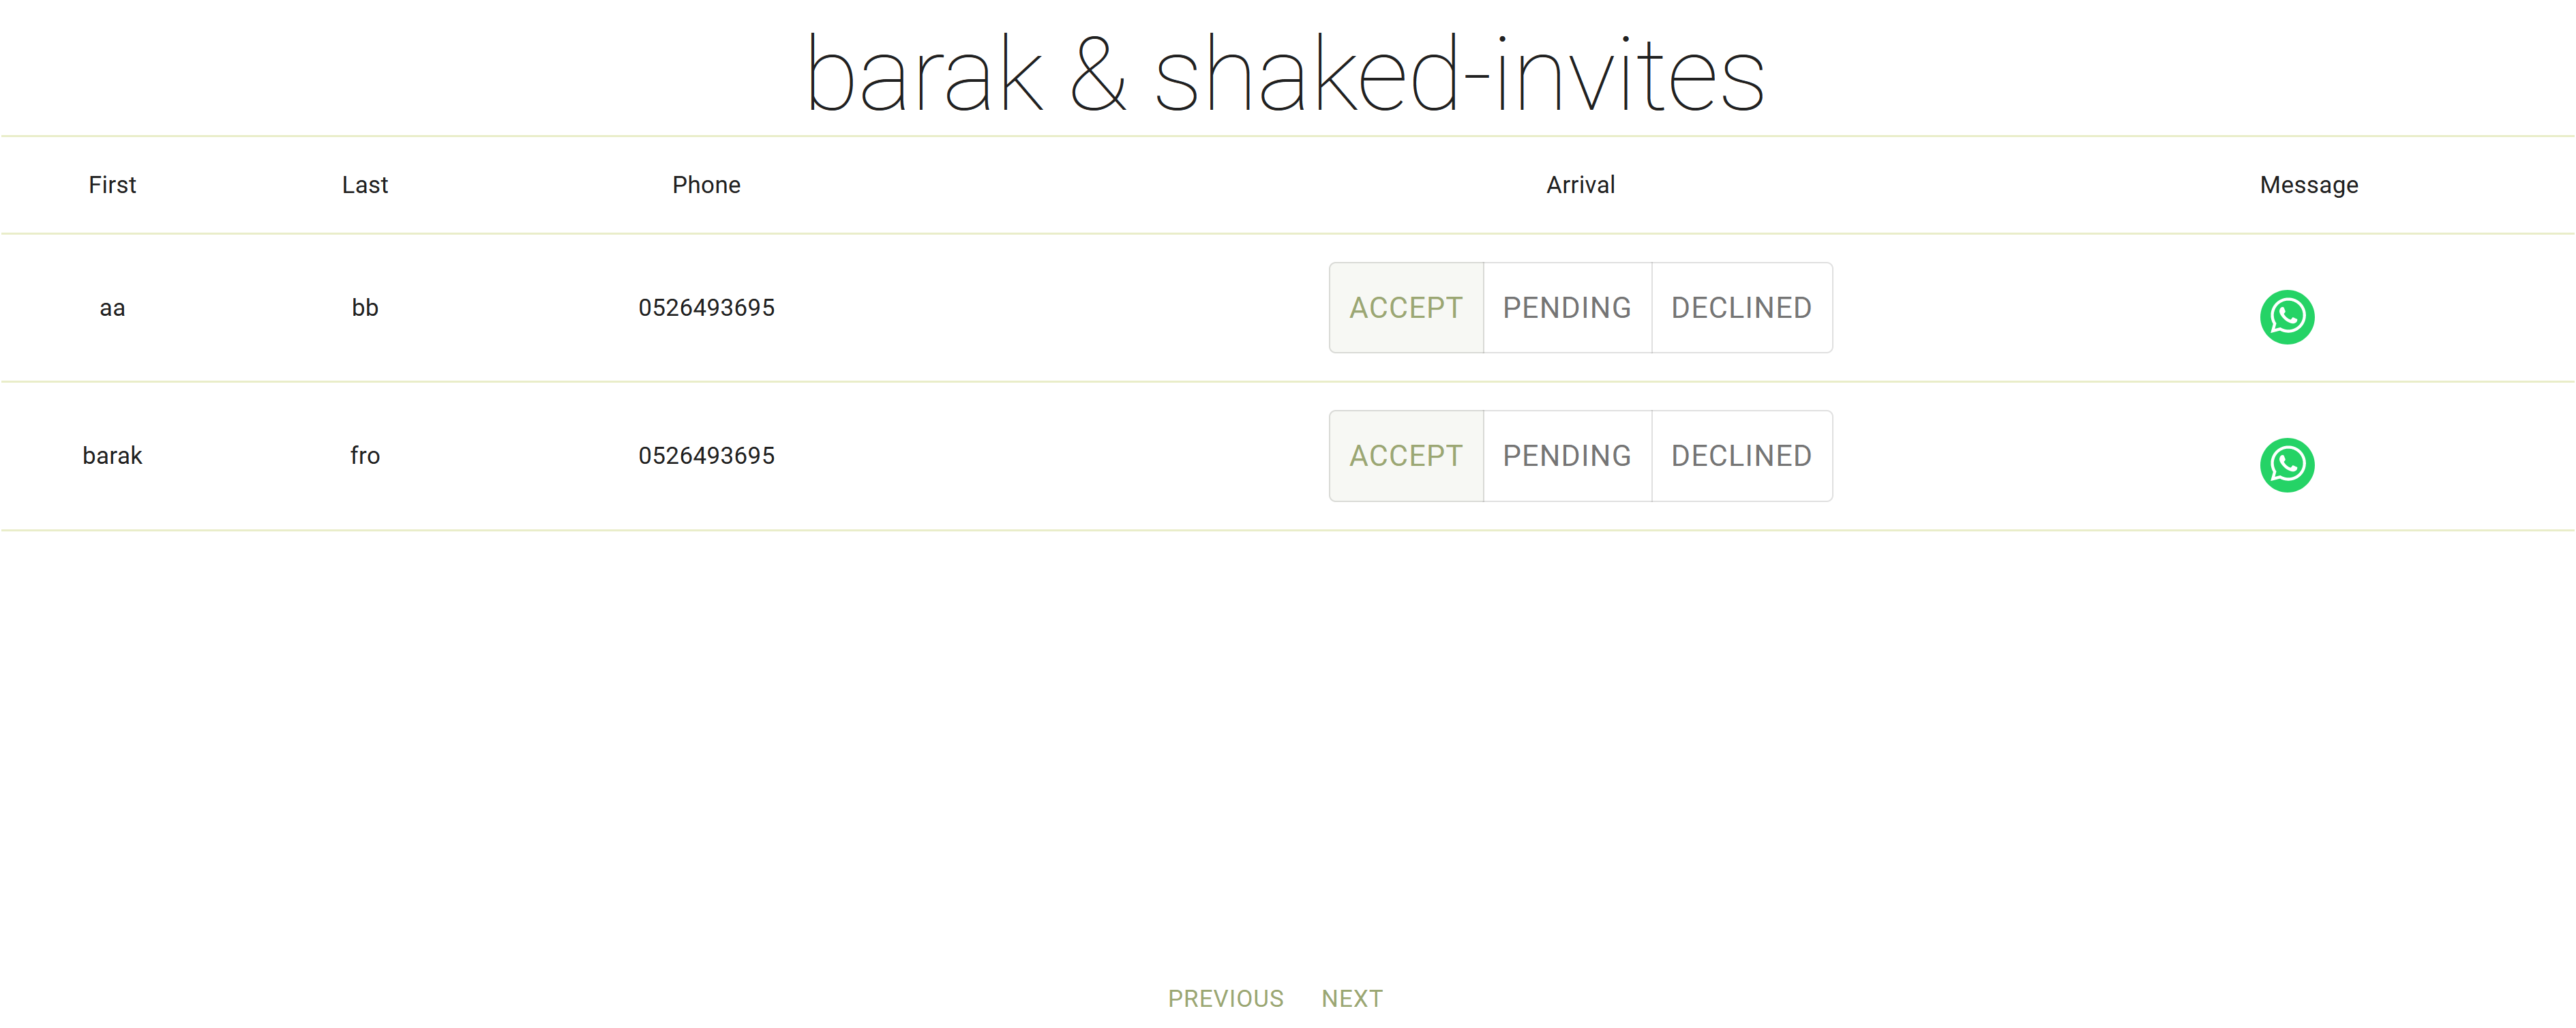 barak & shaked-invites
First Last Phone Arrival Message
aa bb 0526493695 ACCEPT PENDING DECLINED
barak fro 0526493695 ACCEPT PENDING DECLINED
PREVIOUS NEXT